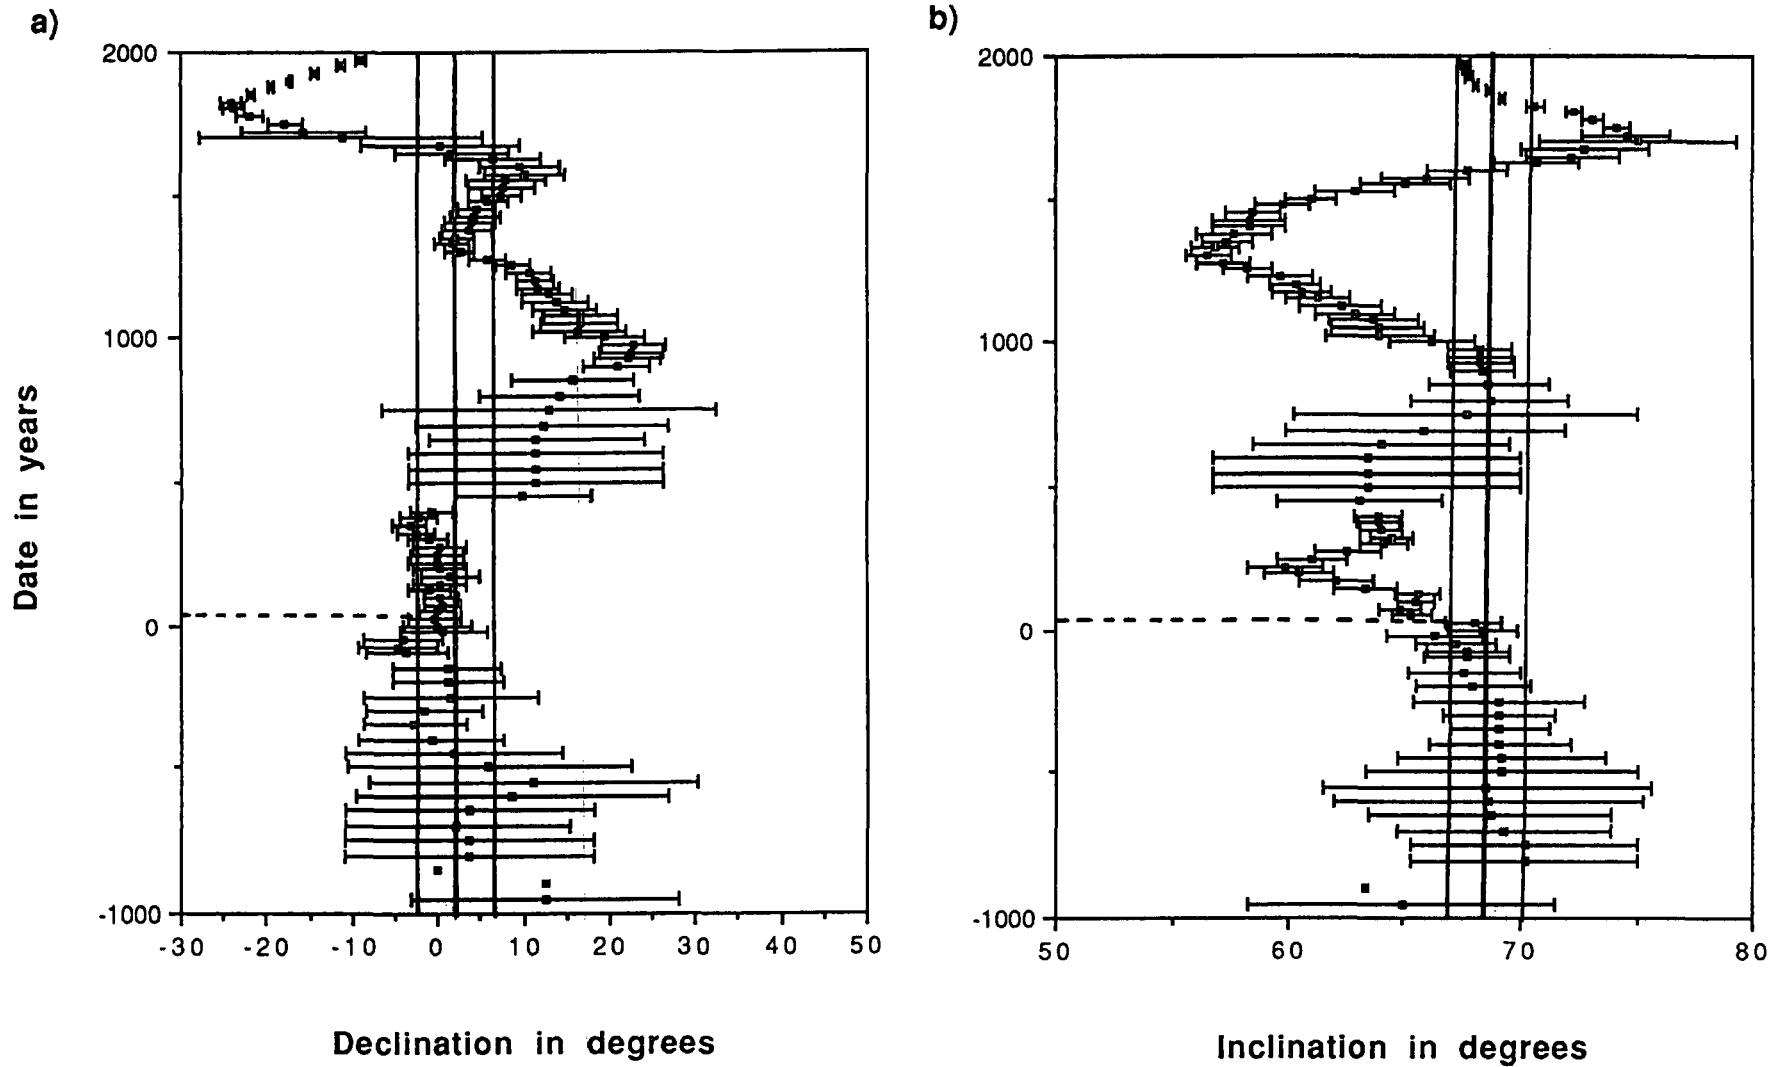 a)
b)
2000
1000
0
-1000
Date in years
-30 -20 -10 0 10 20 30 40 50
Declination in degrees
2000
1000
0
-1000
50 60 70 80
Inclination in degrees